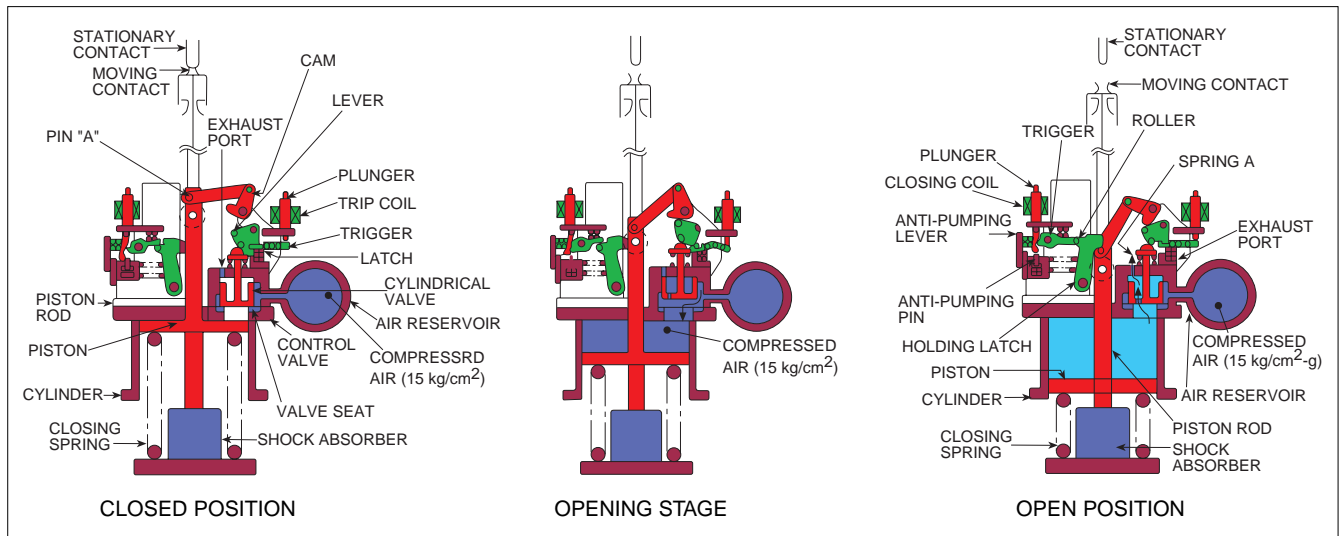 STATIONARY
CONTACT
MOVING
CONTACT
CAM
LEVER
EXHAUST
PORT
PIN "A"
PLUNGER
TRIP COIL
TRIGGER
LATCH
CYLINDRICAL
VALVE
AIR RESERVOIR
CONTROL
VALVE
COMPRESSRD
AIR (15 kg/cm²)
PISTON
ROD
PISTON
CYLINDER
VALVE SEAT
CLOSING
SPRING
SHOCK ABSORBER
CLOSED POSITION
COMPRESSED
AIR (15 kg/cm²)
OPENING STAGE
STATIONARY
CONTACT
MOVING CONTACT
TRIGGER
ROLLER
PLUNGER
SPRING A
CLOSING COIL
ANTI-PUMPING
LEVER
EXHAUST
PORT
ANTI-PUMPING
PIN
HOLDING LATCH
COMPRESSED
AIR (15 kg/cm²-g)
PISTON
CYLINDER
AIR RESERVOIR
PISTON ROD
CLOSING
SPRING
SHOCK
ABSORBER
OPEN POSITION